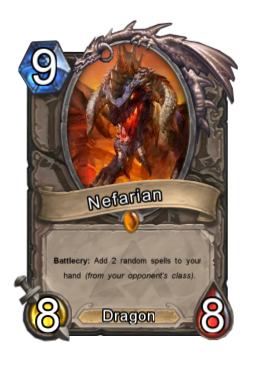 9
Nefarian
Battlecry: Add 2 random spells to your
hand (from your opponent's class).
8
Dragon
8